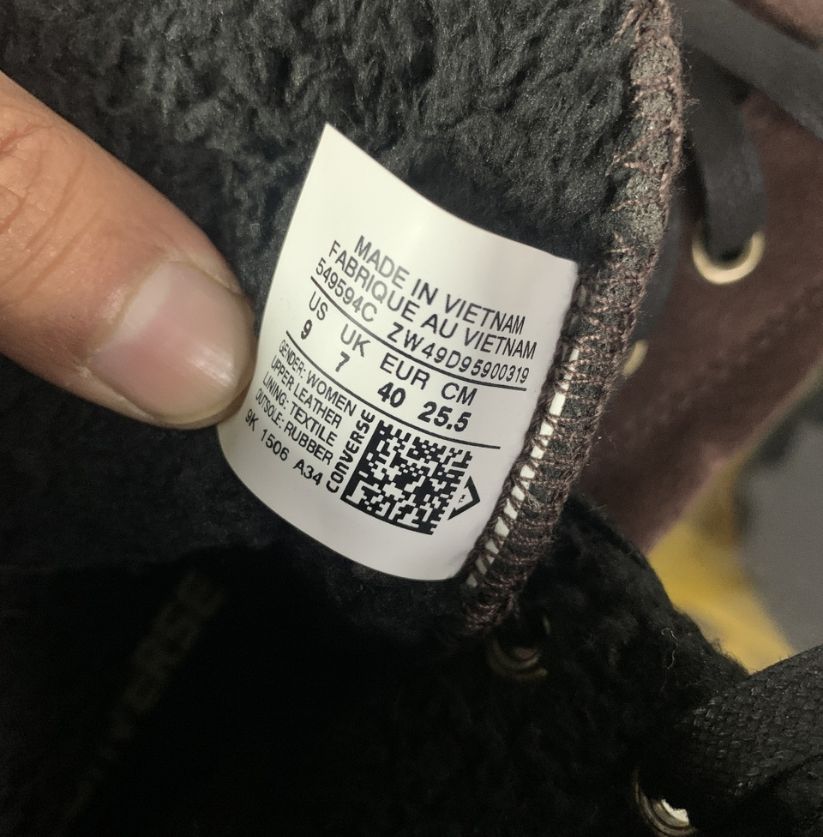 MADE IN VIETNAM
FABRIQUE AU VIETNAM
549594C ZW49D95900319
US UK EUR CM
9 7 40 25.5
GENDER: WOMEN
UPPER LEATHER
LINING: TEXTILE
OUTSOLE: RUBBER
9K 1506 A34
CONVERSE
CONVERSE